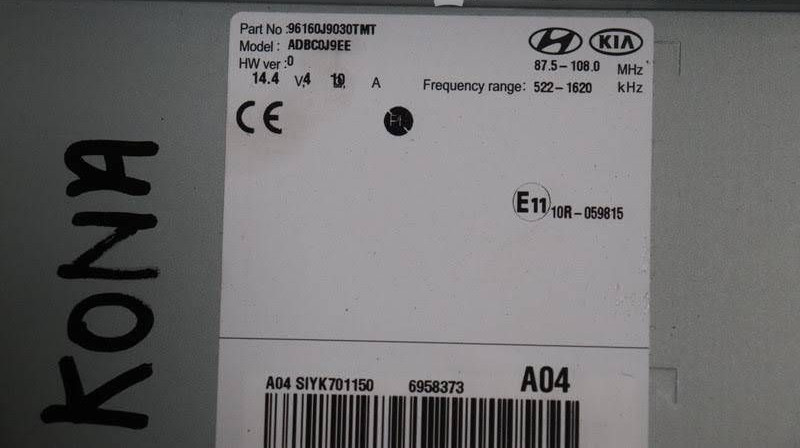 Part No :96160J9030TMT
Model : ADBC0J9EE
HW ver :0
14.4 V 4 A
KIA
87.5-108.0 MHz
Frequency range: 522-1620 kHz
CE
E11 10R-059815
A04 SIYK701150 6958373 A04
KONA